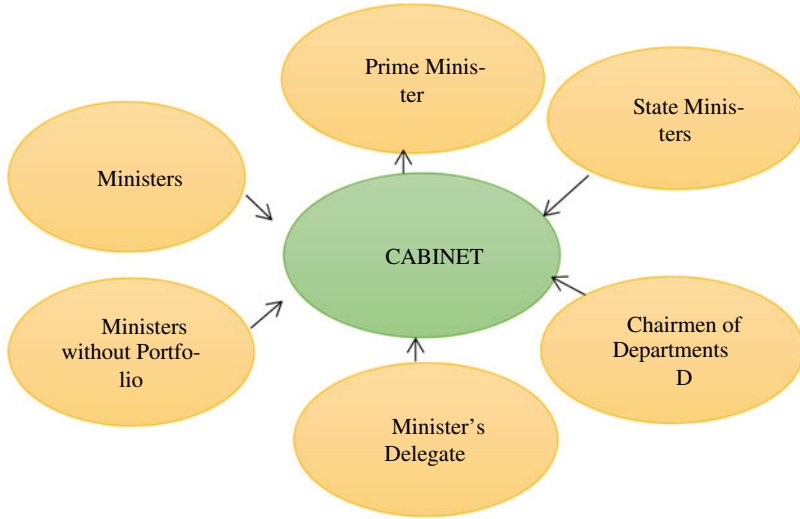 Prime Minis-
ter
State Minis-
ters
Ministers
CABINET
Ministers
without Portfo-
lio
Chairmen of
Departments
D
Minister’s
Delegate